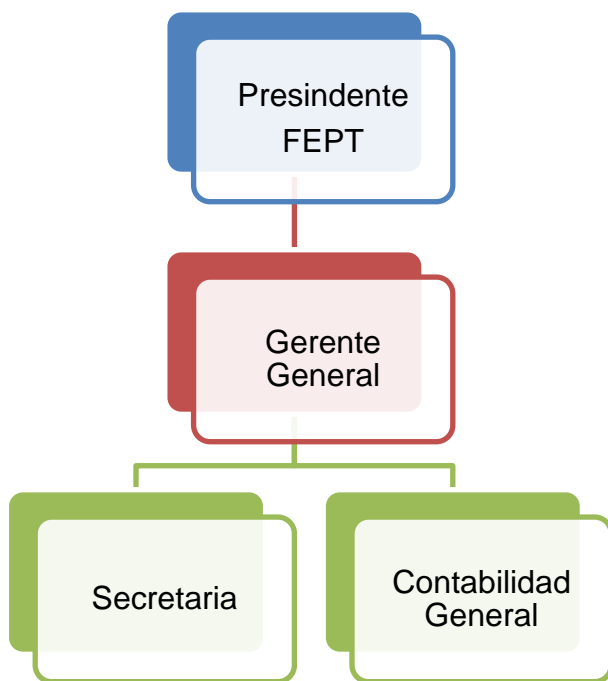 Presindente
FEPT
Gerente
General
Secretaria
Contabilidad
General